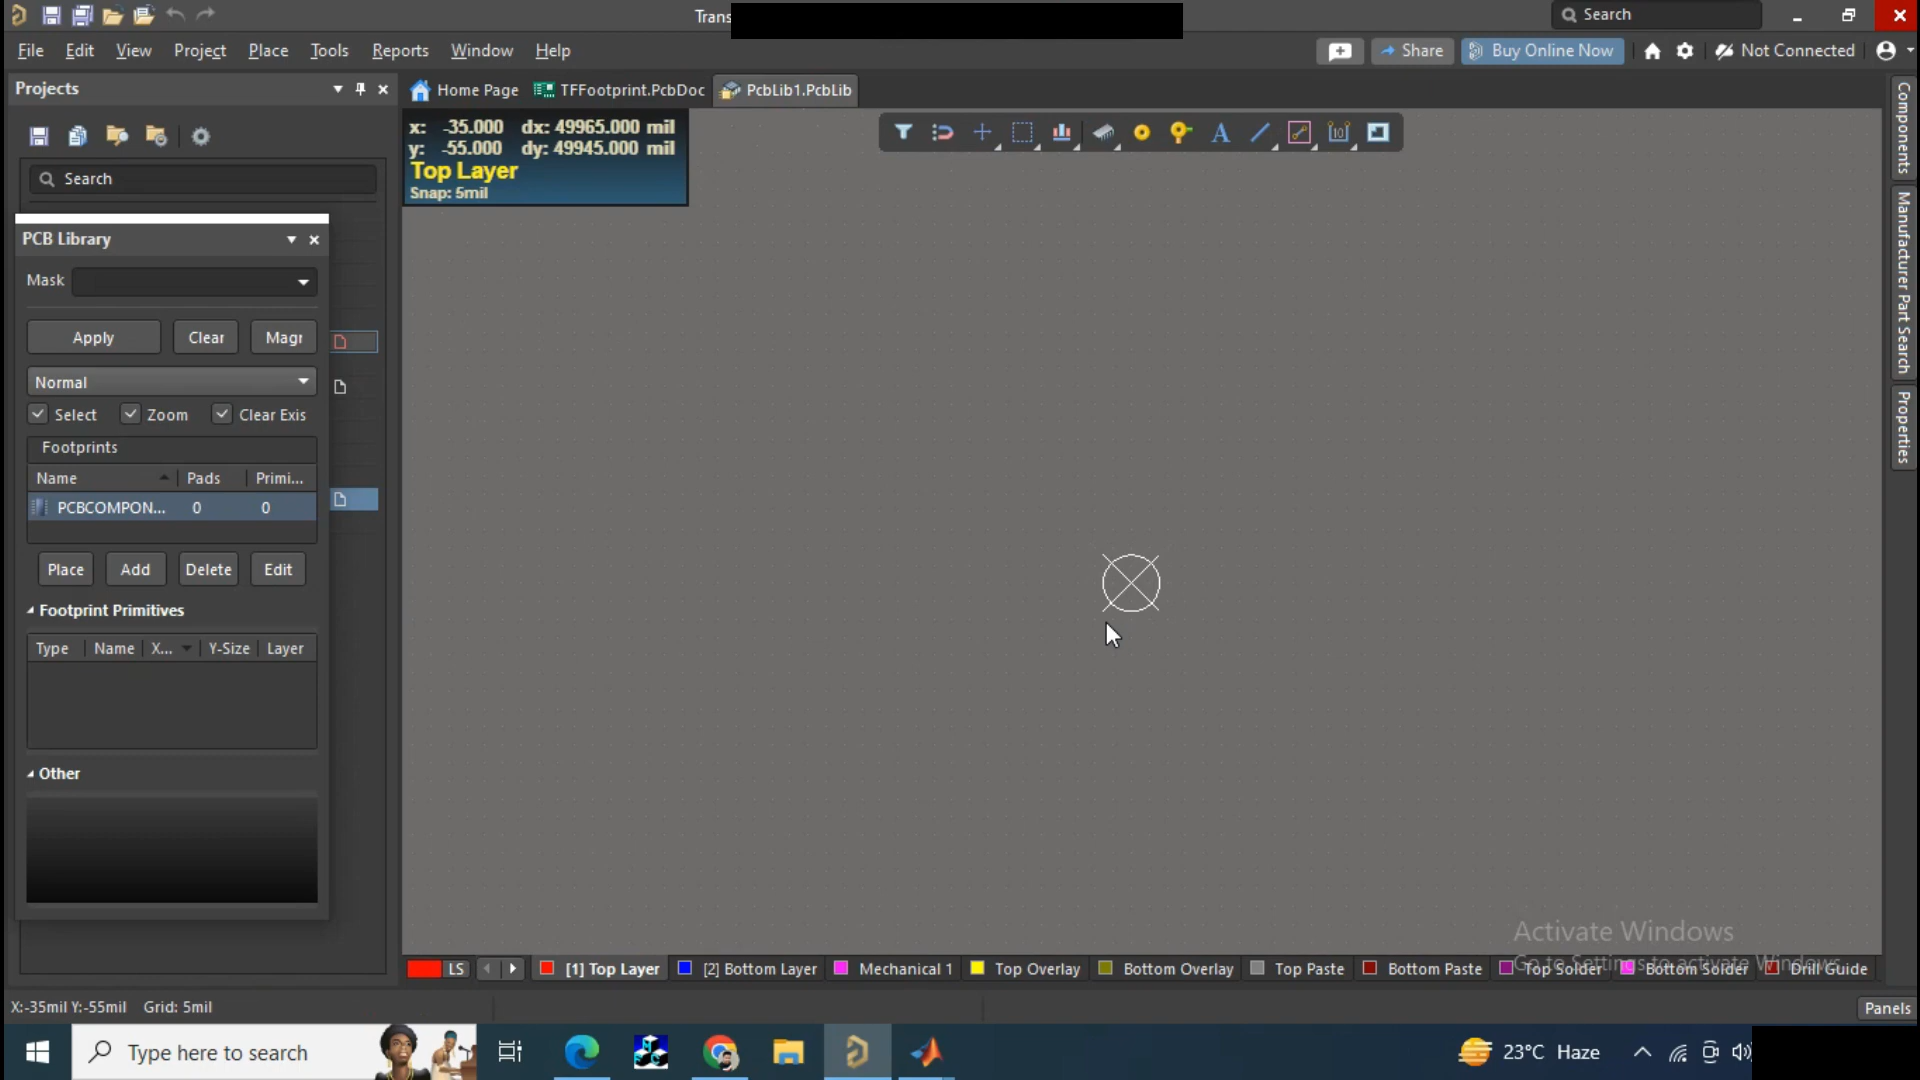 Trans
Search
File Edit View Project Place Tools Reports Window Help
Share
Buy Online Now
Not Connected
Projects
Home Page
TFFootprint.PcbDoc
PcbLib1.PcbLib
x: -35.000 dx: 49965.000 mil
y: -55.000 dy: 49945.000 mil
Top Layer
Snap: 5mil
Search
PCB Library
Mask
Apply
Clear
Magr
Normal
Select
Zoom
Clear Exis
Footprints
Name Pads Primi...
PCBCOMPON... 0 0
Place Add Delete Edit
Footprint Primitives
Type Name X... Y-Size Layer
Other
Components
Manufacturer Part Search
Properties
Activate Windows
Go to Settings to activate Windows.
LS
[1] Top Layer
[2] Bottom Layer
Mechanical 1
Top Overlay
Bottom Overlay
Top Paste
Bottom Paste
Top Solder
Bottom Solder
Drill Guide
X:-35mil Y:-55mil Grid: 5mil
Panels
Type here to search
23°C Haze